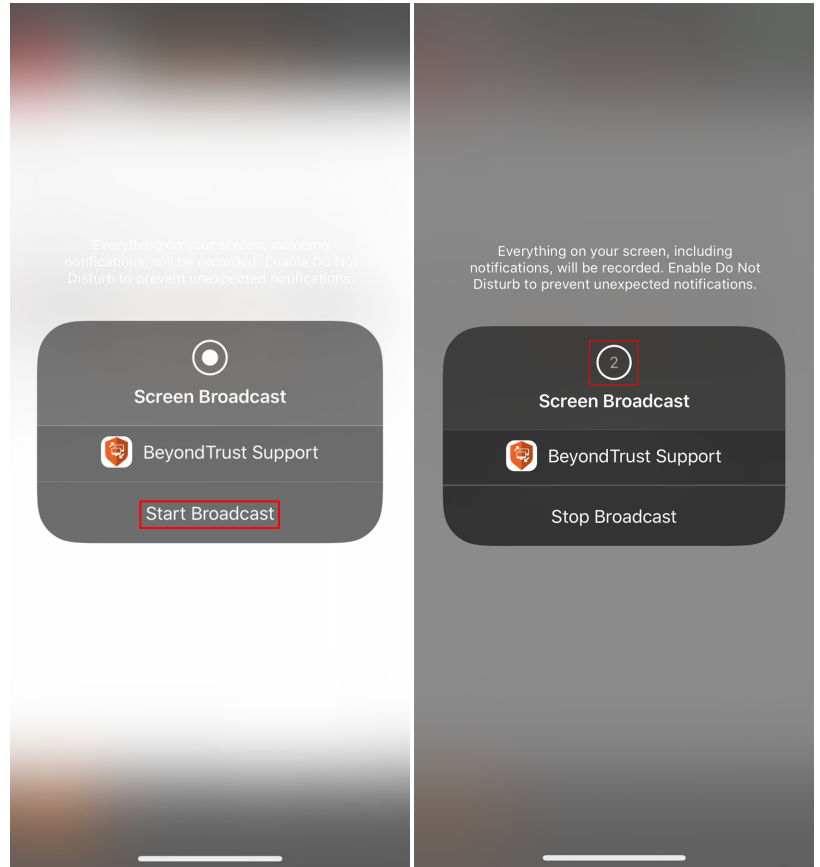 Everything on your screen, including
notifications, will be recorded. Enable Do Not
Disturb to prevent unexpected notifications.
Screen Broadcast
BeyondTrust Support
Start Broadcast
Everything on your screen, including
notifications, will be recorded. Enable Do Not
Disturb to prevent unexpected notifications.
2
Screen Broadcast
BeyondTrust Support
Stop Broadcast